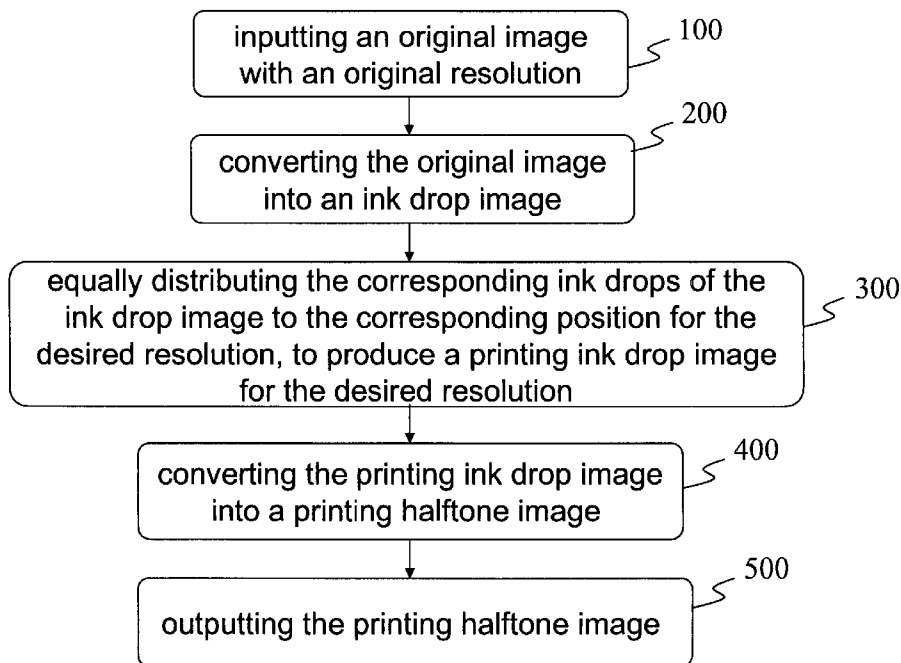 inputting an original image
with an original resolution
100
converting the original image
into an ink drop image
200
equally distributing the corresponding ink drops of the
ink drop image to the corresponding position for the
desired resolution, to produce a printing ink drop image
for the desired resolution
300
converting the printing ink drop image
into a printing halftone image
400
outputting the printing halftone image
500